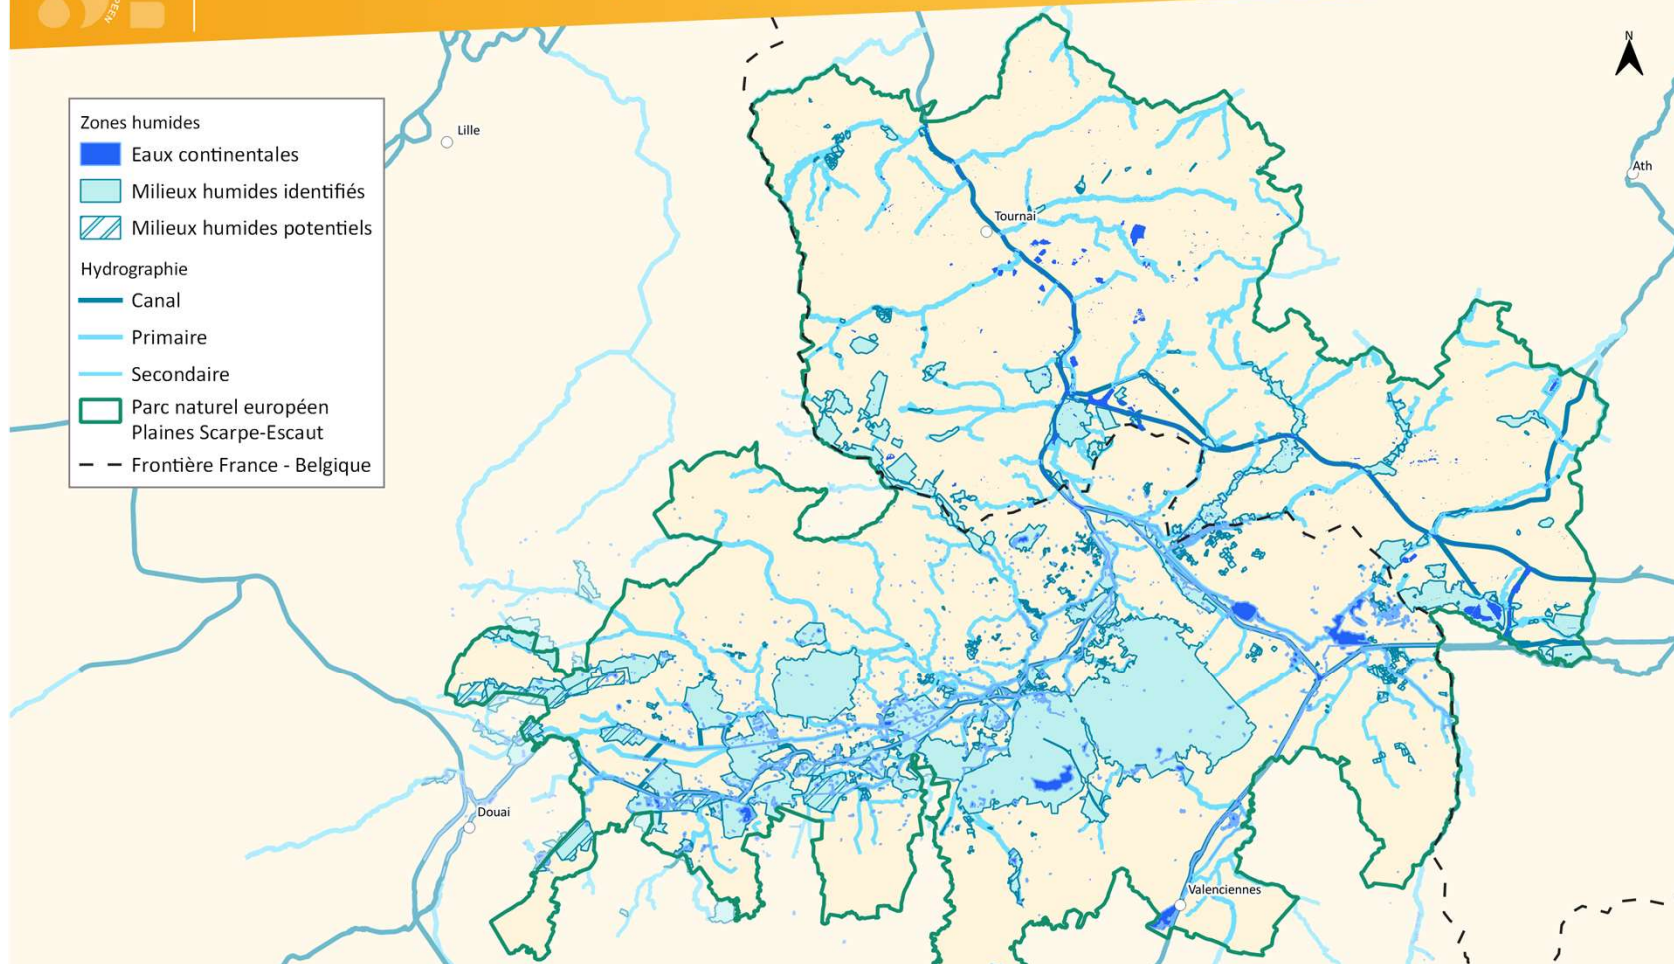 PEEN
N
Zones humides
Eaux continentales
Milieux humides identifiés
Milieux humides potentiels
Hydrographie
Canal
Primaire
Secondaire
Parc naturel européen
Plaines Scarpe-Escaut
Frontière France - Belgique
Lille
Ath
Tournai
Douai
Valenciennes